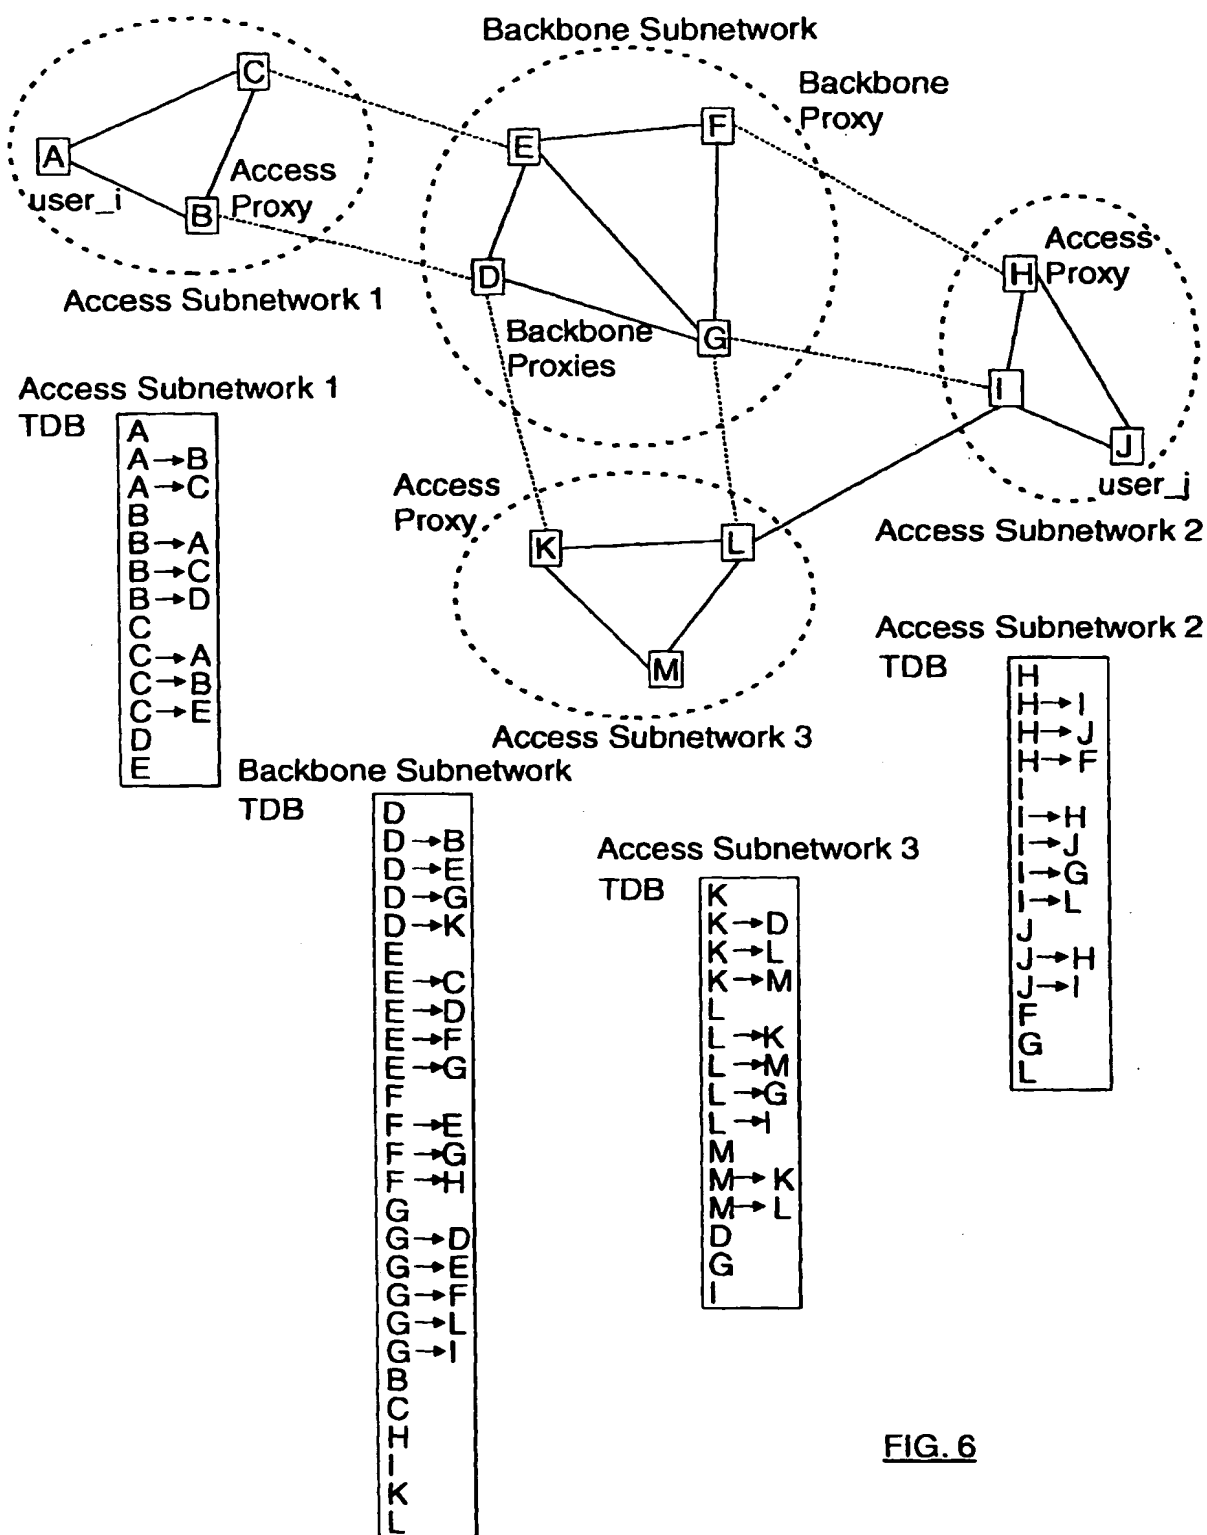 Backbone Subnetwork
C
Backbone
Proxy
F
E
A
Access
Proxy
user_i
B
Access
Proxy
H
D
Access Subnetwork 1
Backbone
Proxies
G
I
J
user_j
Access Subnetwork 2
Access
Proxy
K
L
M
Access Subnetwork 3
Access Subnetwork 1
TDB
A
A→B
A→C
B
B→A
B→C
B→D
C
C→A
C→B
C→E
D
E
Backbone Subnetwork
TDB
D
D→B
D→E
D→G
D→K
E
E→C
E→D
E→F
E→G
F
F→E
F→G
F→H
G
G→D
G→E
G→F
G→L
G→I
B
C
H
I
K
L
Access Subnetwork 3
TDB
K
K→D
K→L
K→M
L
L→K
L→M
L→G
L→I
M
M→K
M→L
D
G
I
Access Subnetwork 2
TDB
H
H→I
H→J
H→F
I
I→H
I→J
I→G
I→L
J
J→H
J→I
F
G
L
FIG. 6